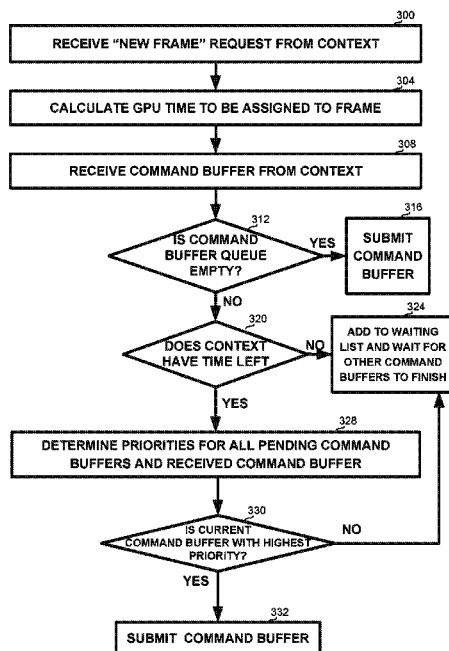 300
RECEIVE “NEW FRAME” REQUEST FROM CONTEXT
304
CALCULATE GPU TIME TO BE ASSIGNED TO FRAME
308
RECEIVE COMMAND BUFFER FROM CONTEXT
312
IS COMMAND
BUFFER QUEUE
EMPTY?
YES
316
SUBMIT
COMMAND
BUFFER
NO
320
DOES CONTEXT
HAVE TIME LEFT
NO
324
ADD TO WAITING
LIST AND WAIT FOR
OTHER COMMAND
BUFFERS TO FINISH
YES
328
DETERMINE PRIORITIES FOR ALL PENDING COMMAND
BUFFERS AND RECEIVED COMMAND BUFFER
330
IS CURRENT
COMMAND BUFFER WITH HIGHEST
PRIORITY?
NO
YES
332
SUBMIT COMMAND BUFFER